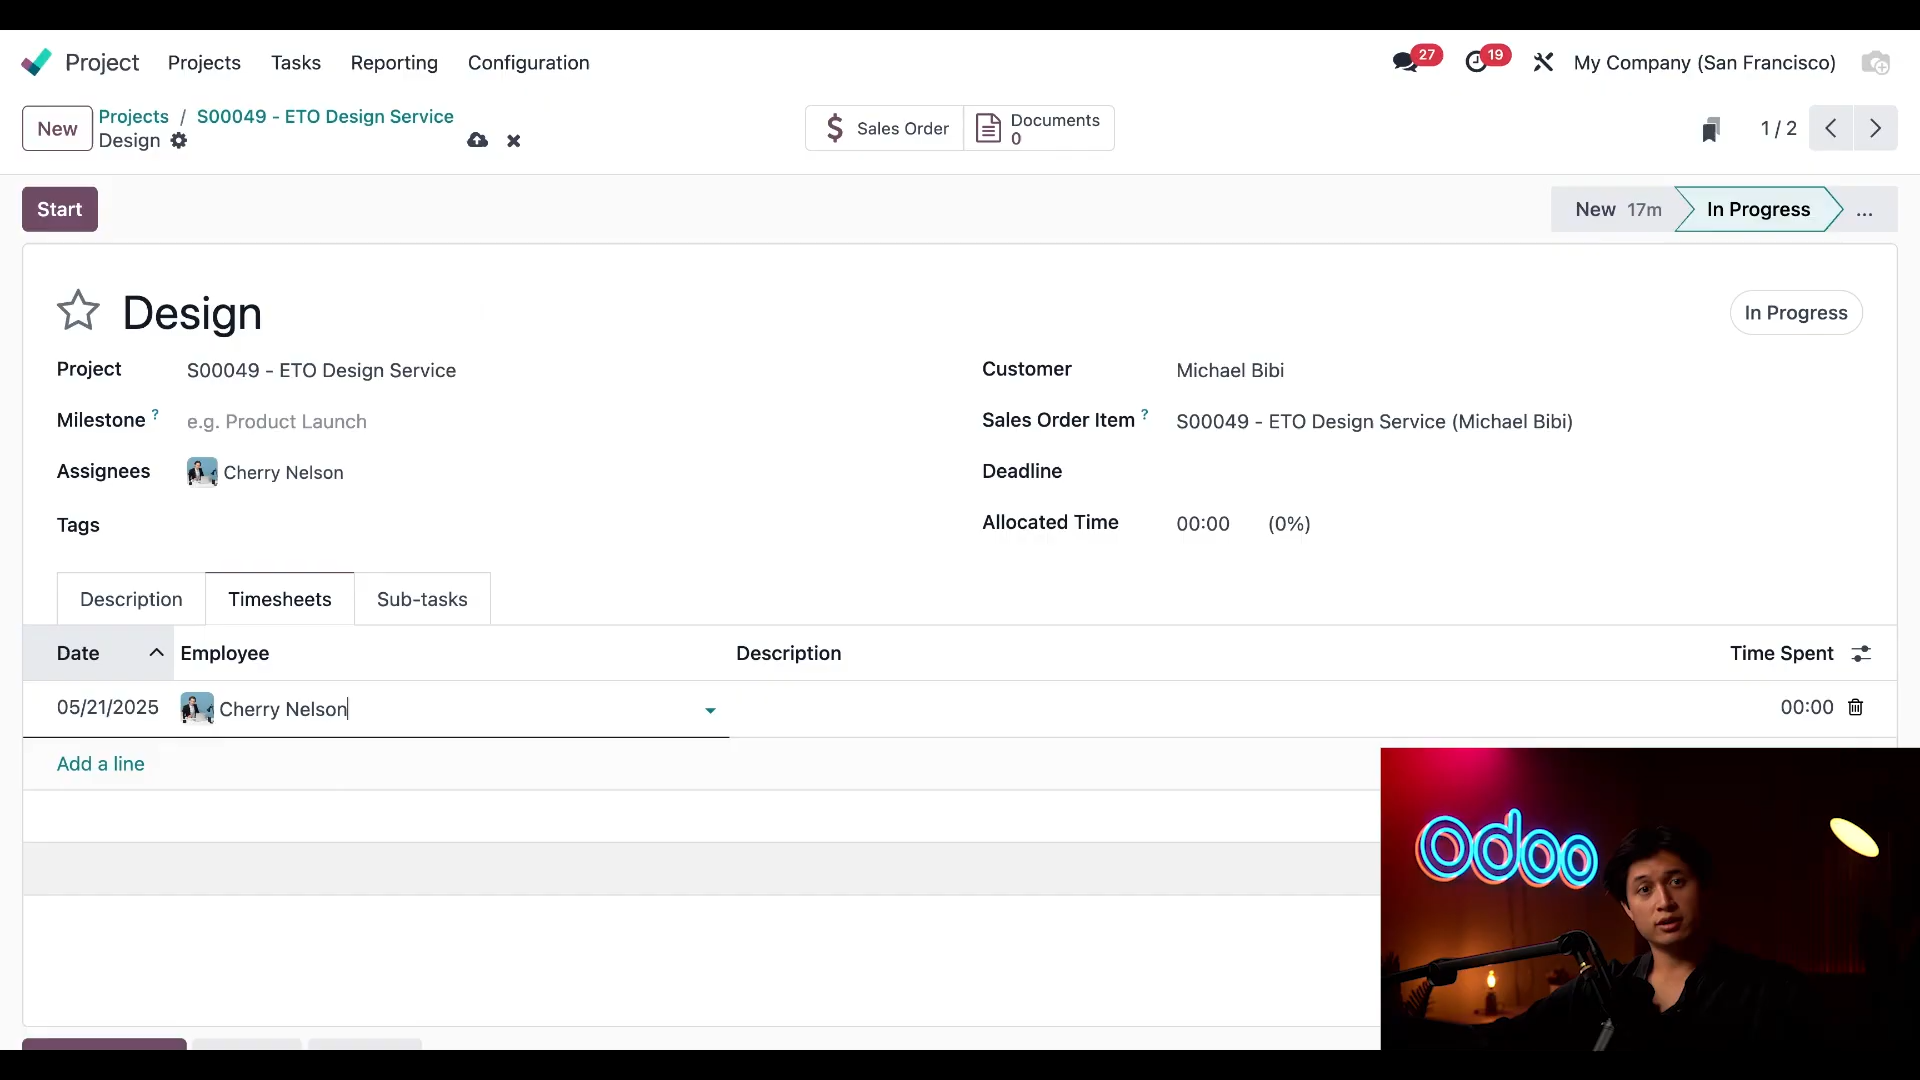 Project Projects Tasks Reporting Configuration 27 19 My Company (San Francisco)
New Projects / S00049 - ETO Design Service
Design
Sales Order
Documents
0
1 / 2
Start
New 17m In Progress ...
Design
In Progress
Project S00049 - ETO Design Service
Customer Michael Bibi
Milestone ? e.g. Product Launch
Sales Order Item ? S00049 - ETO Design Service (Michael Bibi)
Assignees Cherry Nelson
Deadline
Tags
Allocated Time 00:00 (0%)
Description Timesheets Sub-tasks
Date Employee Description Time Spent
05/21/2025 Cherry Nelson 00:00
Add a line
odoo